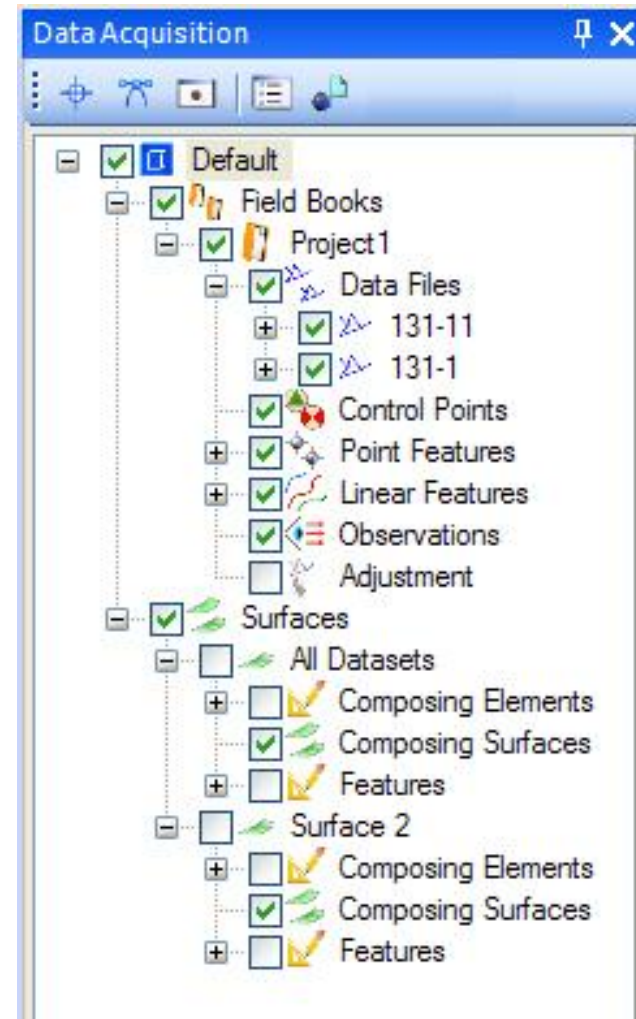 Data Acquisition
Default
Field Books
Project1
Data Files
131-11
131-1
Control Points
Point Features
Linear Features
Observations
Adjustment
Surfaces
All Datasets
Composing Elements
Composing Surfaces
Features
Surface 2
Composing Elements
Composing Surfaces
Features